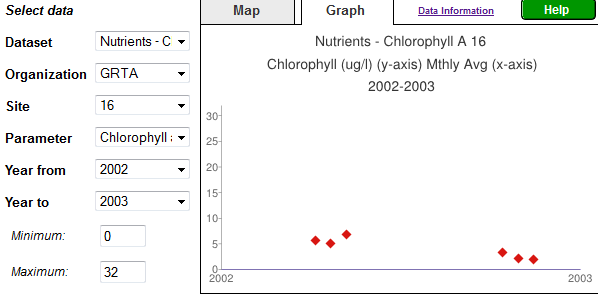 Select data
Dataset Nutrients - C
Organization GRTA
Site 16
Parameter Chlorophyll
Year from 2002
Year to 2003
Minimum: 0
Maximum: 32
Map Graph Data Information Help
Nutrients - Chlorophyll A 16
Chlorophyll (ug/l) (y-axis) Mthly Avg (x-axis)
2002-2003
30
25
20
15
10
5
0
2002 2003